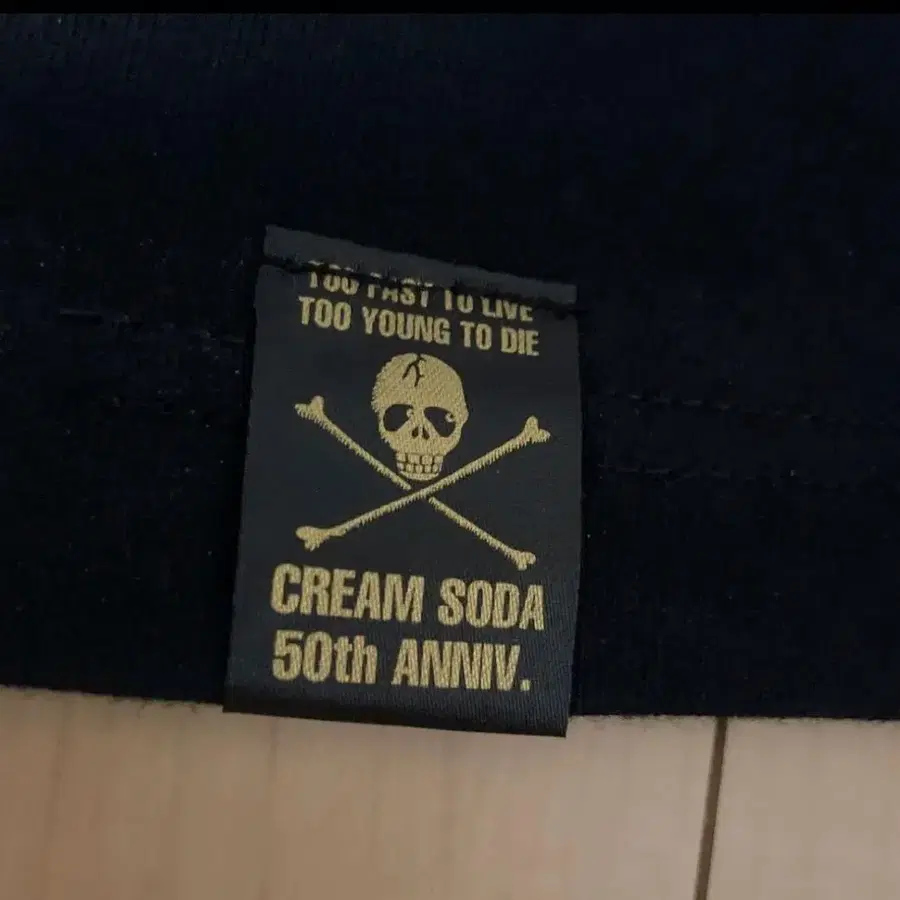 TOO FAST TO LIVE
TOO YOUNG TO DIE
CREAM SODA
50th ANNIV.